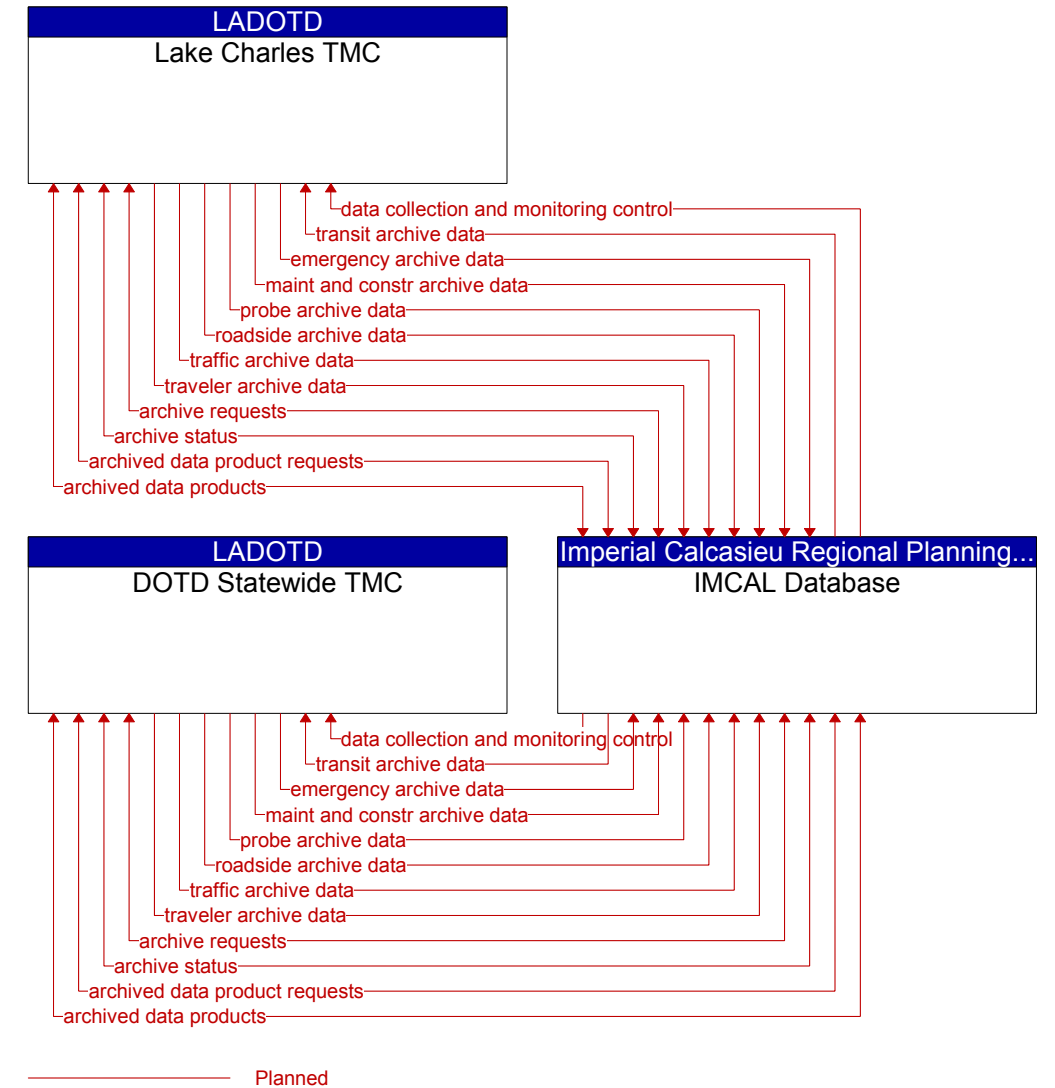 LADOTD
Lake Charles TMC
data collection and monitoring control
transit archive data
emergency archive data
maint and constr archive data
probe archive data
roadside archive data
traffic archive data
traveler archive data
archive requests
archive status
archived data product requests
archived data products
LADOTD
DOTD Statewide TMC
Imperial Calcasieu Regional Planning...
IMCAL Database
data collection and monitoring control
transit archive data
emergency archive data
maint and constr archive data
probe archive data
roadside archive data
traffic archive data
traveler archive data
archive requests
archive status
archived data product requests
archived data products
Planned